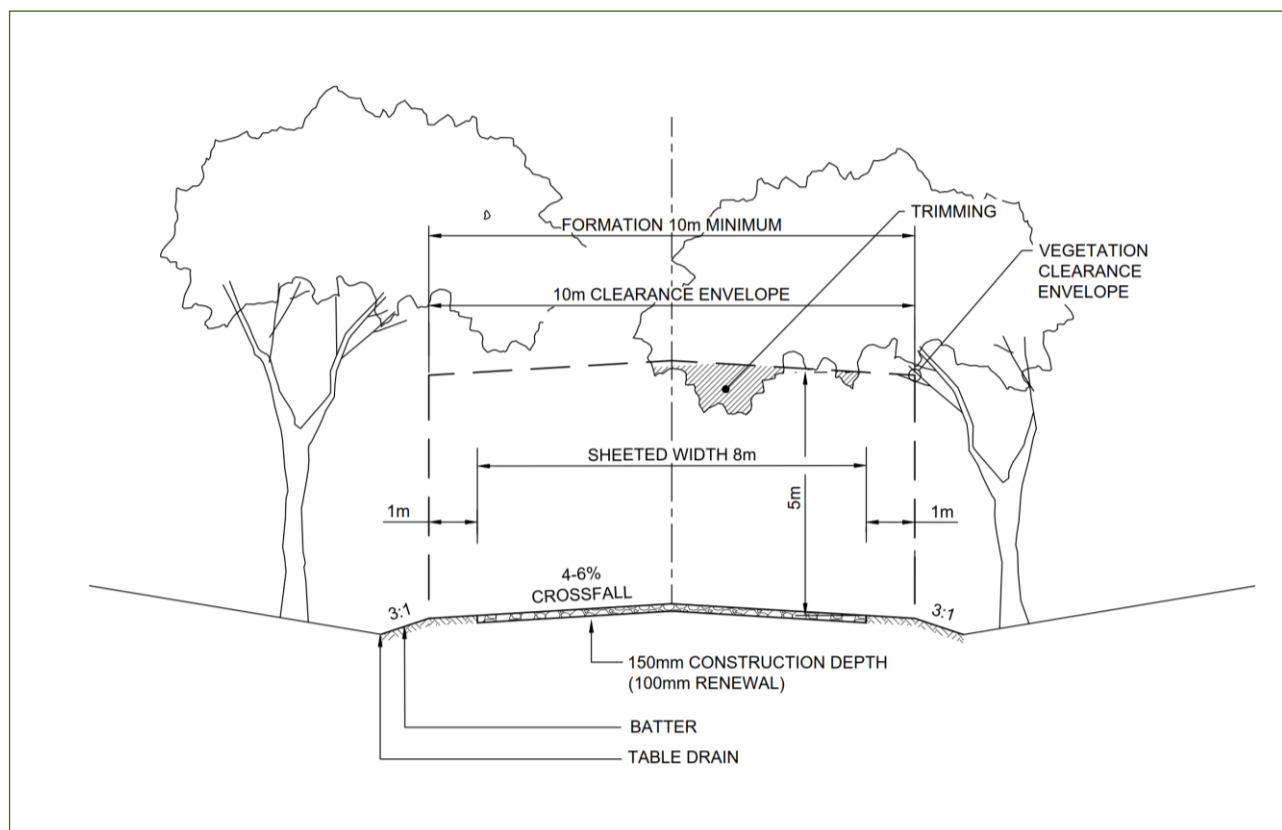 TRIMMING
FORMATION 10m MINIMUM
VEGETATION
CLEARANCE
ENVELOPE
10m CLEARANCE ENVELOPE
SHEETED WIDTH 8m
5m
1m
1m
4-6%
CROSSFALL
3:1
3:1
150mm CONSTRUCTION DEPTH
(100mm RENEWAL)
BATTER
TABLE DRAIN